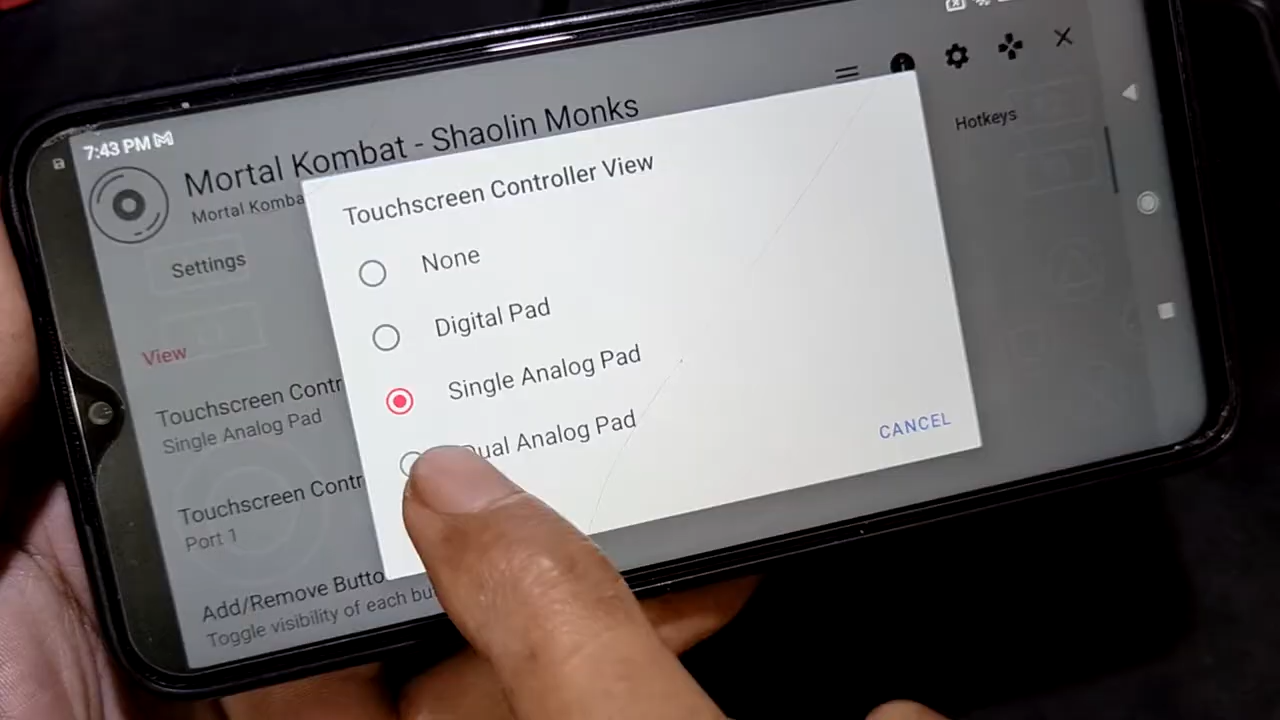 7:43 PM
Mortal Kombat - Shaolin Monks
Mortal Komba
Hotkeys
Settings
Touchscreen Controller View
None
Digital Pad
Single Analog Pad
Dual Analog Pad
CANCEL
View
Touchscreen Contr
Single Analog Pad
Touchscreen Contr
Port 1
Add/Remove Butto
Toggle visibility of each bu